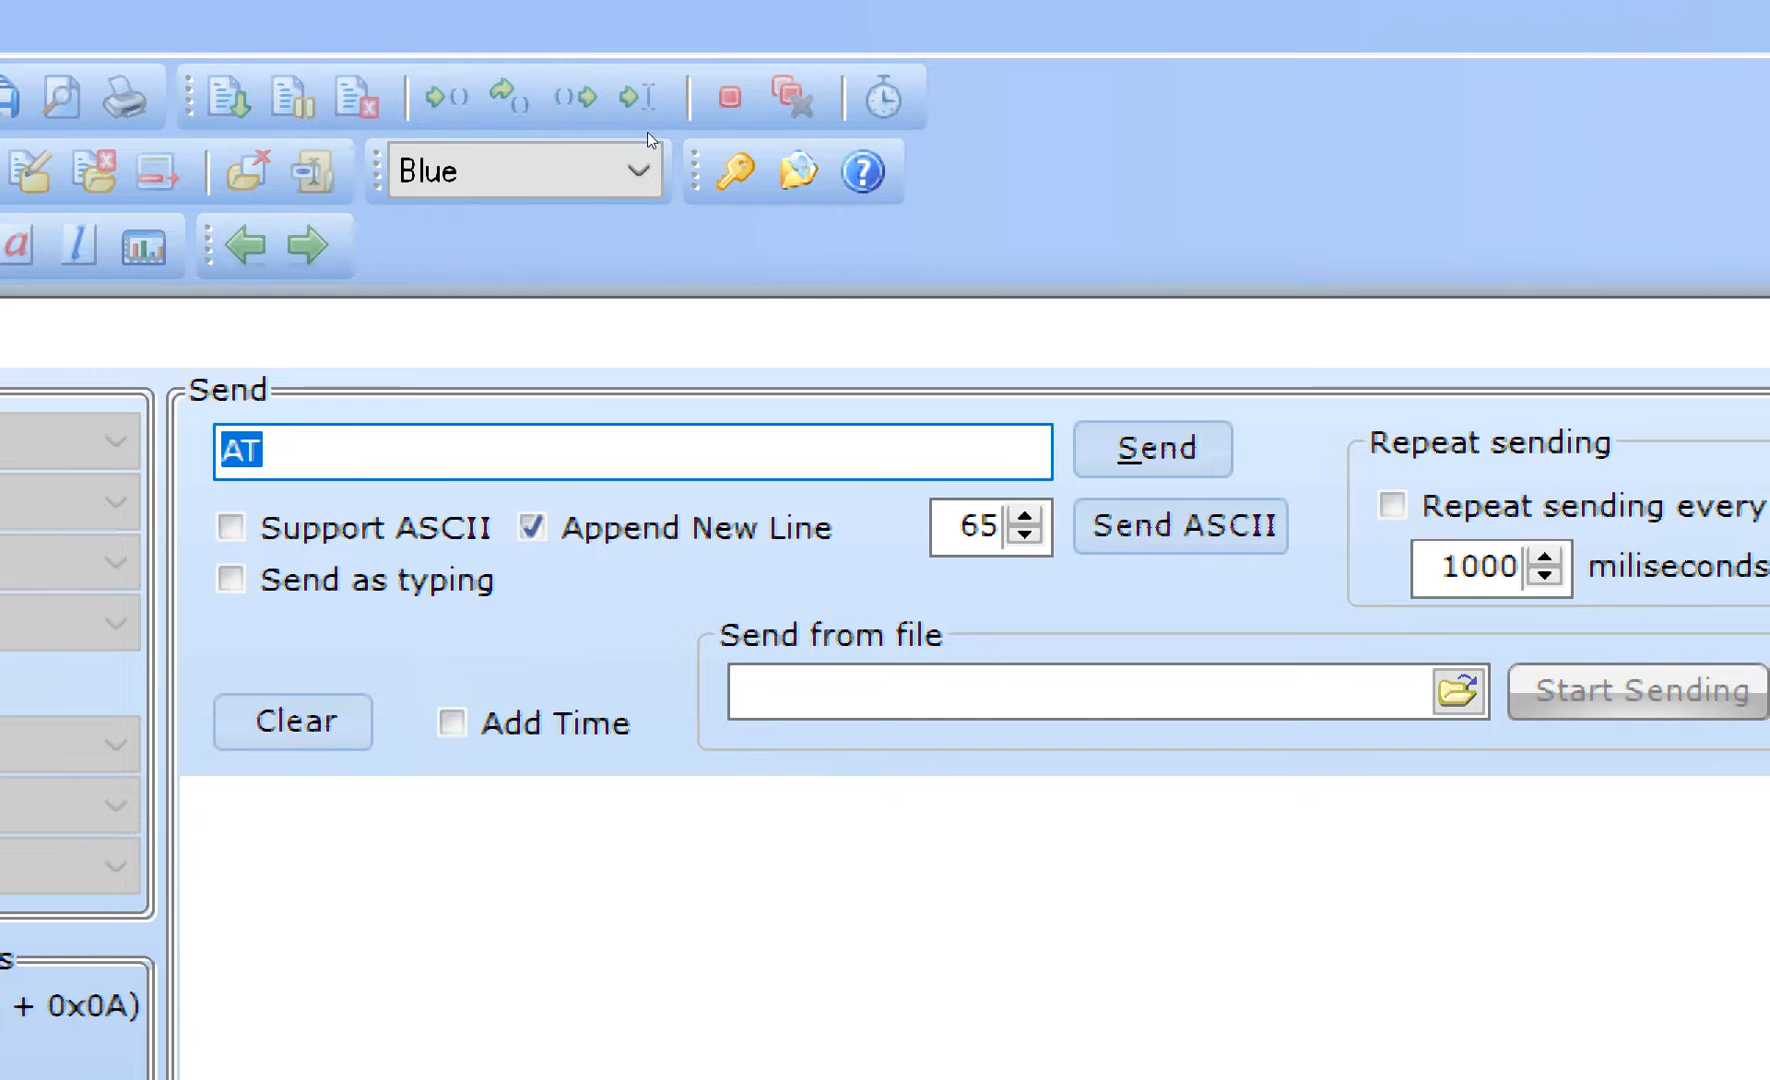 Blue
a l
Send
AT
Send
Support ASCII
Append New Line
65
Send ASCII
Send as typing
Repeat sending
Repeat sending every
1000
miliseconds
Send from file
Start Sending
Clear
Add Time
s
+ 0x0A)